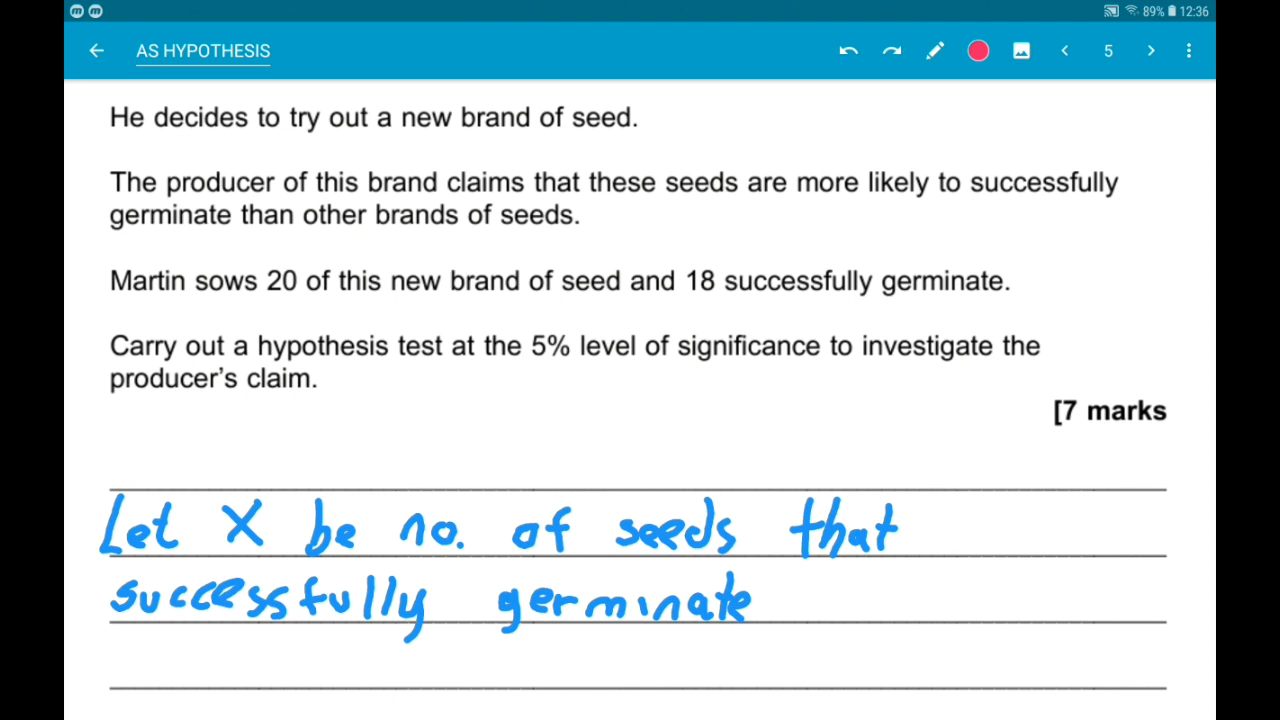 89% 12:36
AS HYPOTHESIS
5
He decides to try out a new brand of seed.
The producer of this brand claims that these seeds are more likely to successfully
germinate than other brands of seeds.
Martin sows 20 of this new brand of seed and 18 successfully germinate.
Carry out a hypothesis test at the 5% level of significance to investigate the
producer's claim.
[7 marks
Let X be no. of seeds that
successfully germinate